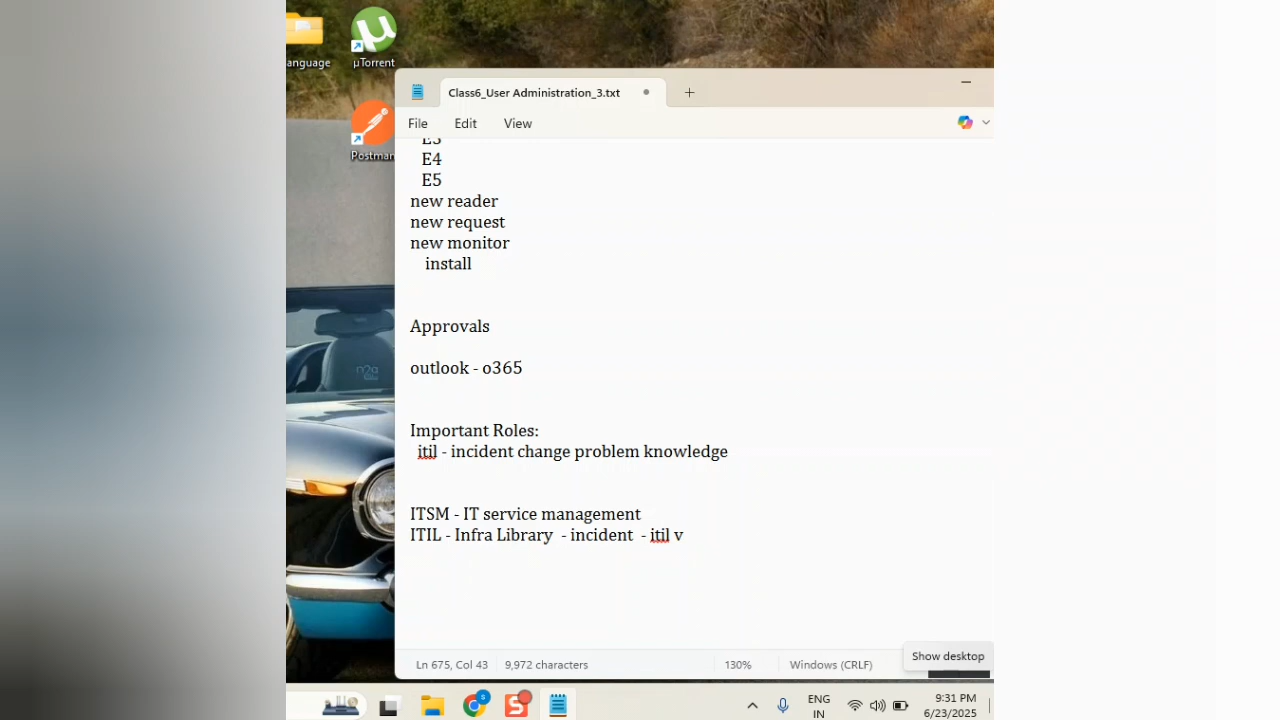 anguage
µTorrent
Postman
Class6_User Administration_3.txt
File Edit View
E3
E4
E5
new reader
new request
new monitor
install
Approvals
outlook - o365
Important Roles:
itil - incident change problem knowledge
ITSM - IT service management
ITIL - Infra Library - incident - itil v
Show desktop
Ln 675, Col 43 9,972 characters 130% Windows (CRLF)
ENG
IN
9:31 PM
6/23/2025